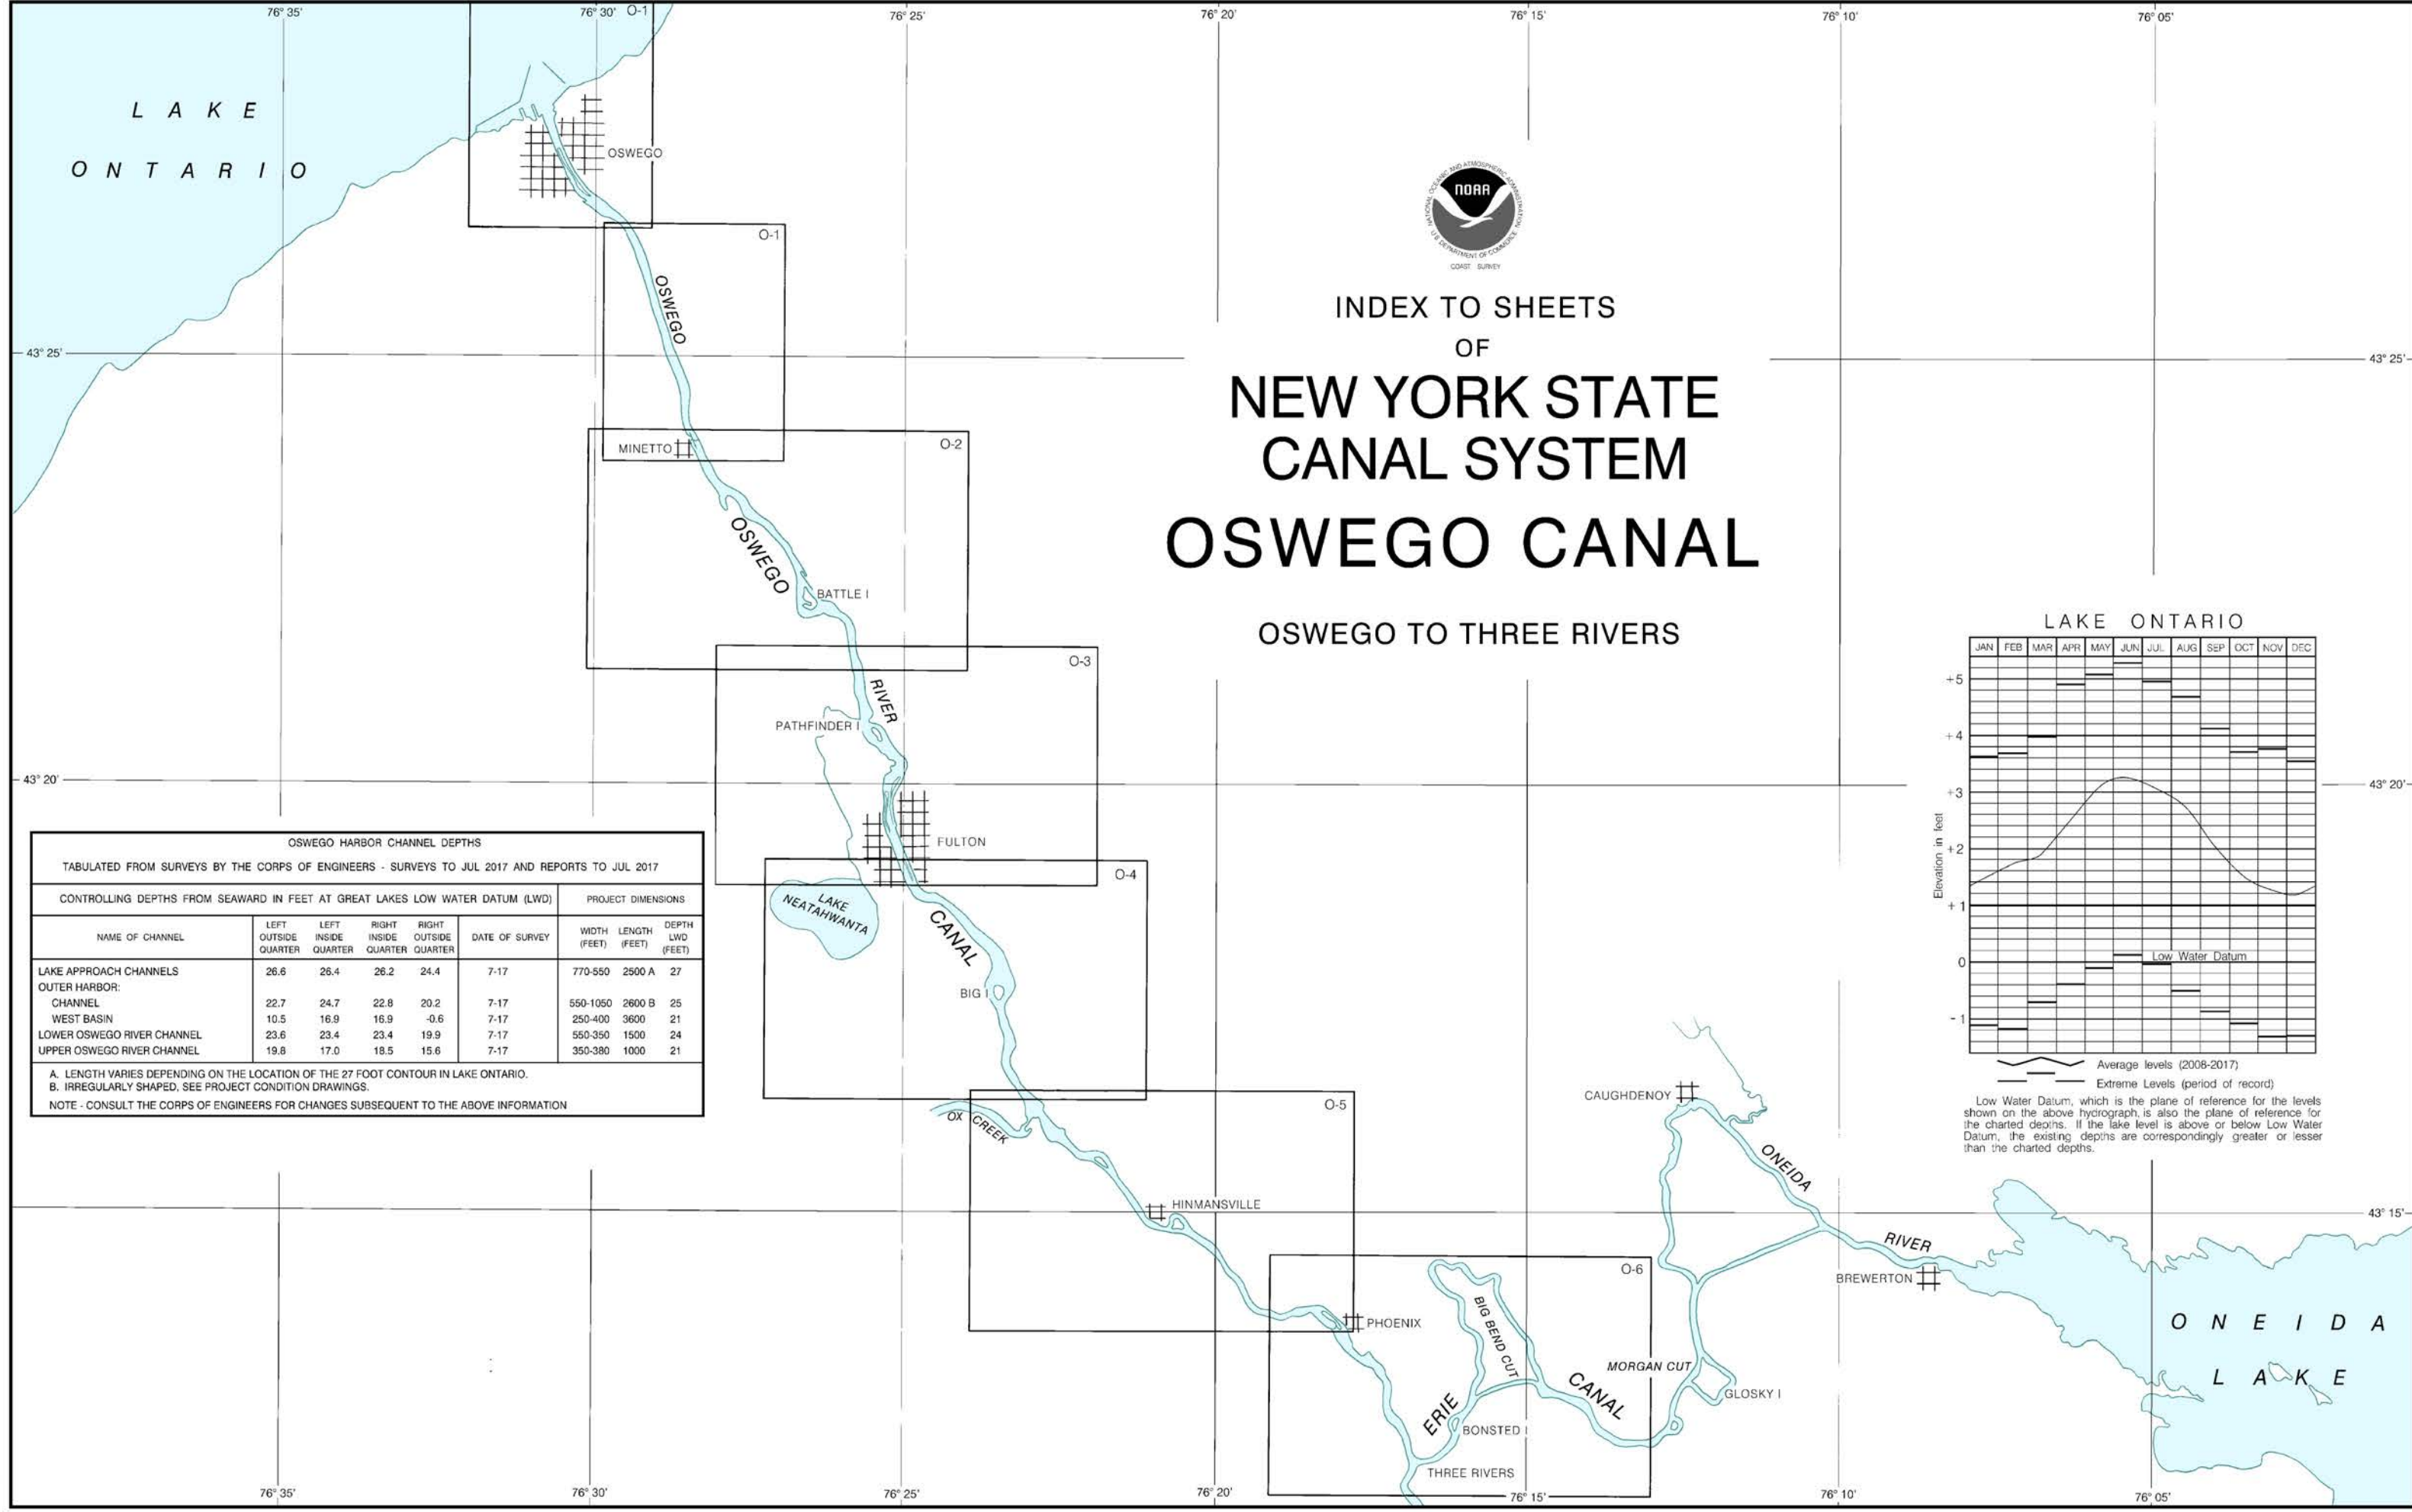 76° 35'
76° 30'
O-1
76° 25'
76° 20'
76° 15'
76° 10'
76° 05'
LAKE
ONTARIO
OSWEGO
O-1
OSWEGO
NATIONAL OCEANIC AND ATMOSPHERIC ADMINISTRATION
NOAA
U.S. DEPARTMENT OF COMMERCE
COAST SURVEY
INDEX TO SHEETS
OF
NEW YORK STATE
CANAL SYSTEM
OSWEGO CANAL
OSWEGO TO THREE RIVERS
43° 25'
43° 25'
MINETTO
O-2
OSWEGO
BATTLE I
O-3
RIVER
PATHFINDER I
43° 20'
43° 20'
FULTON
O-4
LAKE
NEATAHWANTA
CANAL
BIG I
OSWEGO HARBOR CHANNEL DEPTHS
TABULATED FROM SURVEYS BY THE CORPS OF ENGINEERS - SURVEYS TO JUL 2017 AND REPORTS TO JUL 2017
CONTROLLING DEPTHS FROM SEAWARD IN FEET AT GREAT LAKES LOW WATER DATUM (LWD) PROJECT DIMENSIONS
NAME OF CHANNEL LEFT OUTSIDE QUARTER LEFT INSIDE QUARTER RIGHT INSIDE QUARTER RIGHT OUTSIDE QUARTER DATE OF SURVEY WIDTH (FEET) LENGTH (FEET) DEPTH LWD (FEET)
LAKE APPROACH CHANNELS 26.6 26.4 26.2 24.4 7-17 770-550 2500 A 27
OUTER HARBOR:
CHANNEL 22.7 24.7 22.8 20.2 7-17 550-1050 2600 B 25
WEST BASIN 10.5 16.9 16.9 -0.6 7-17 250-400 3600 21
LOWER OSWEGO RIVER CHANNEL 23.6 23.4 23.4 19.9 7-17 550-350 1500 24
UPPER OSWEGO RIVER CHANNEL 19.8 17.0 18.5 15.6 7-17 350-380 1000 21
A. LENGTH VARIES DEPENDING ON THE LOCATION OF THE 27 FOOT CONTOUR IN LAKE ONTARIO.
B. IRREGULARLY SHAPED, SEE PROJECT CONDITION DRAWINGS.
NOTE - CONSULT THE CORPS OF ENGINEERS FOR CHANGES SUBSEQUENT TO THE ABOVE INFORMATION
LAKE ONTARIO
JAN FEB MAR APR MAY JUN JUL AUG SEP OCT NOV DEC
+5
+4
+3
+2
+1
0
-1
Elevation in feet
Low Water Datum
Average levels (2008-2017)
Extreme Levels (period of record)
Low Water Datum, which is the plane of reference for the levels
shown on the above hydrograph, is also the plane of reference for
the charted depths. If the lake level is above or below Low Water
Datum, the existing depths are correspondingly greater or lesser
than the charted depths.
O-5
OX CREEK
HINMANSVILLE
43° 15'
CAUGHDENOY
ONEIDA
RIVER
BREWERTON
O-6
PHOENIX
BIG BEND CUT
MORGAN CUT
GLOSKY I
ERIE
CANAL
BONSTED I
THREE RIVERS
ONEIDA
LAKE
76° 35'
76° 30'
76° 25'
76° 20'
76° 15'
76° 10'
76° 05'